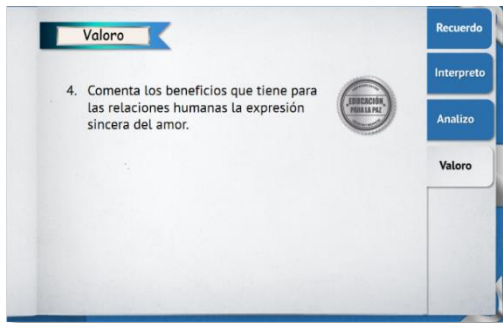 Valoro
4. Comenta los beneficios que tiene para
las relaciones humanas la expresión
sincera del amor.
EDUCACIÓN
PARA LA PAZ
Recuerdo
Interpreto
Analizo
Valoro